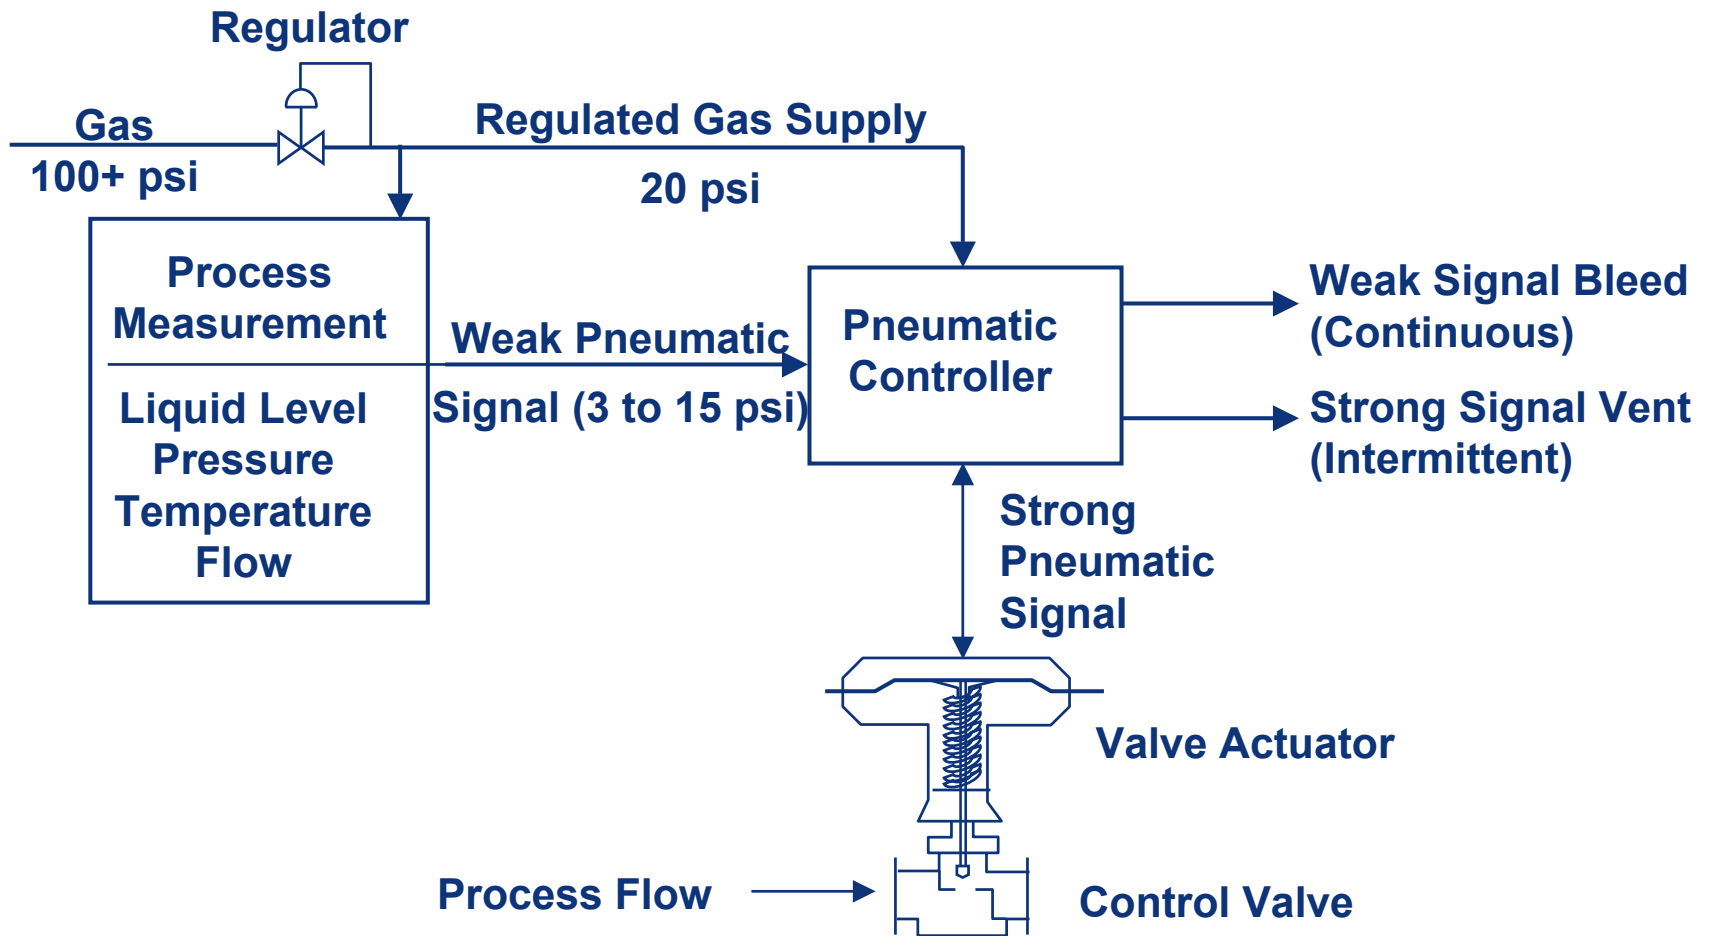 Regulator
Gas
100+ psi
Regulated Gas Supply
20 psi
Process
Measurement
Liquid Level
Pressure
Temperature
Flow
Weak Pneumatic
Signal (3 to 15 psi)
Pneumatic
Controller
Weak Signal Bleed
(Continuous)
Strong Signal Vent
(Intermittent)
Strong
Pneumatic
Signal
Valve Actuator
Process Flow
Control Valve